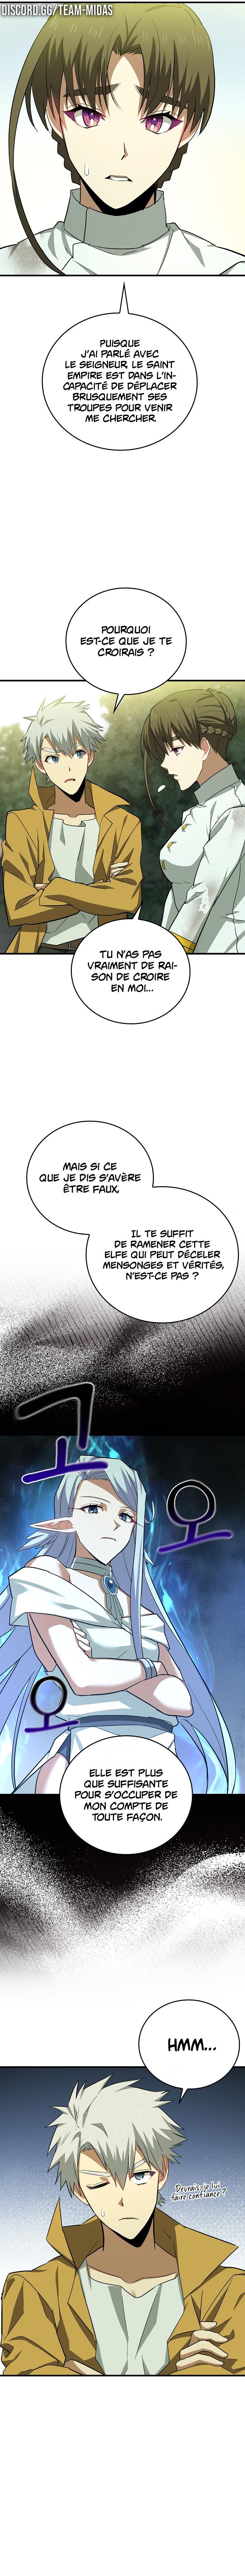 DISCORD.GG/TEAM-MIDAS
PUISQUE
J'AI PARLÉ AVEC
LE SEIGNEUR, LE SAINT
EMPIRE EST DANS L'IN-
CAPACITÉ DE DÉPLACER
BRUSQUEMENT SES
TROUPES POUR VENIR
ME CHERCHER.
POURQUOI
EST-CE QUE JE TE
CROIRAIS ?
TU N'AS PAS
VRAIMENT DE RAI-
SON DE CROIRE
EN MOI...
MAIS SI CE
QUE JE DIS S'AVÈRE
ÊTRE FAUX,
IL TE SUFFIT
DE RAMENER CETTE
ELFE QUI PEUT DÉCELER
MENSONGES ET VÉRITÉS,
N'EST-CE PAS ?
고
오
오
ELLE EST PLUS
QUE SUFFISANTE
POUR S'OCCUPER DE
MON COMPTE DE
TOUTE FAÇON.
HMM...
Devrais-je lui
faire confiance ?